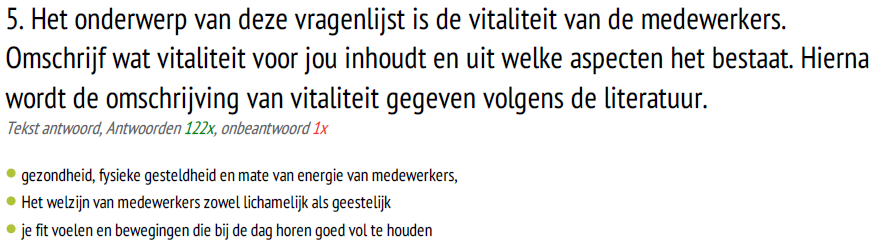 5. Het onderwerp van deze vragenlijst is de vitaliteit van de medewerkers.
Omschrijf wat vitaliteit voor jou inhoudt en uit welke aspecten het bestaat. Hierna
wordt de omschrijving van vitaliteit gegeven volgens de literatuur.
Tekst antwoord, Antwoorden 122x, onbeantwoord 1x
gezondheid, fysieke gesteldheid en mate van energie van medewerkers,
Het welzijn van medewerkers zowel lichamelijk als geestelijk
je fit voelen en bewegingen die bij de dag horen goed vol te houden